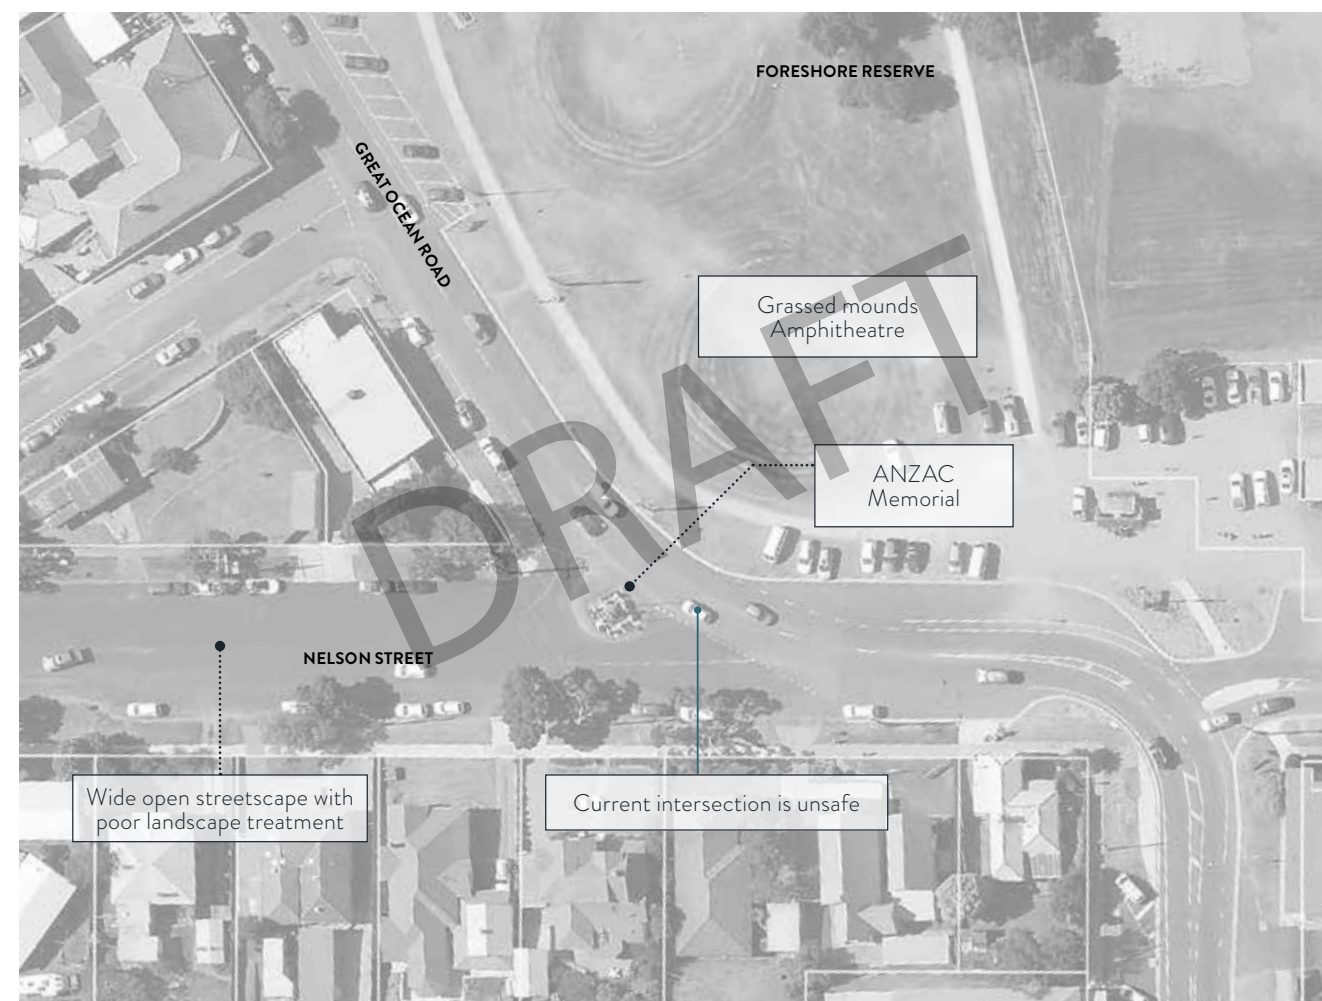 FORESHORE RESERVE
GREAT OCEAN ROAD
Grassed mounds
Amphitheatre
DRAFT
ANZAC
Memorial
NELSON STREET
Wide open streetscape with
poor landscape treatment
Current intersection is unsafe